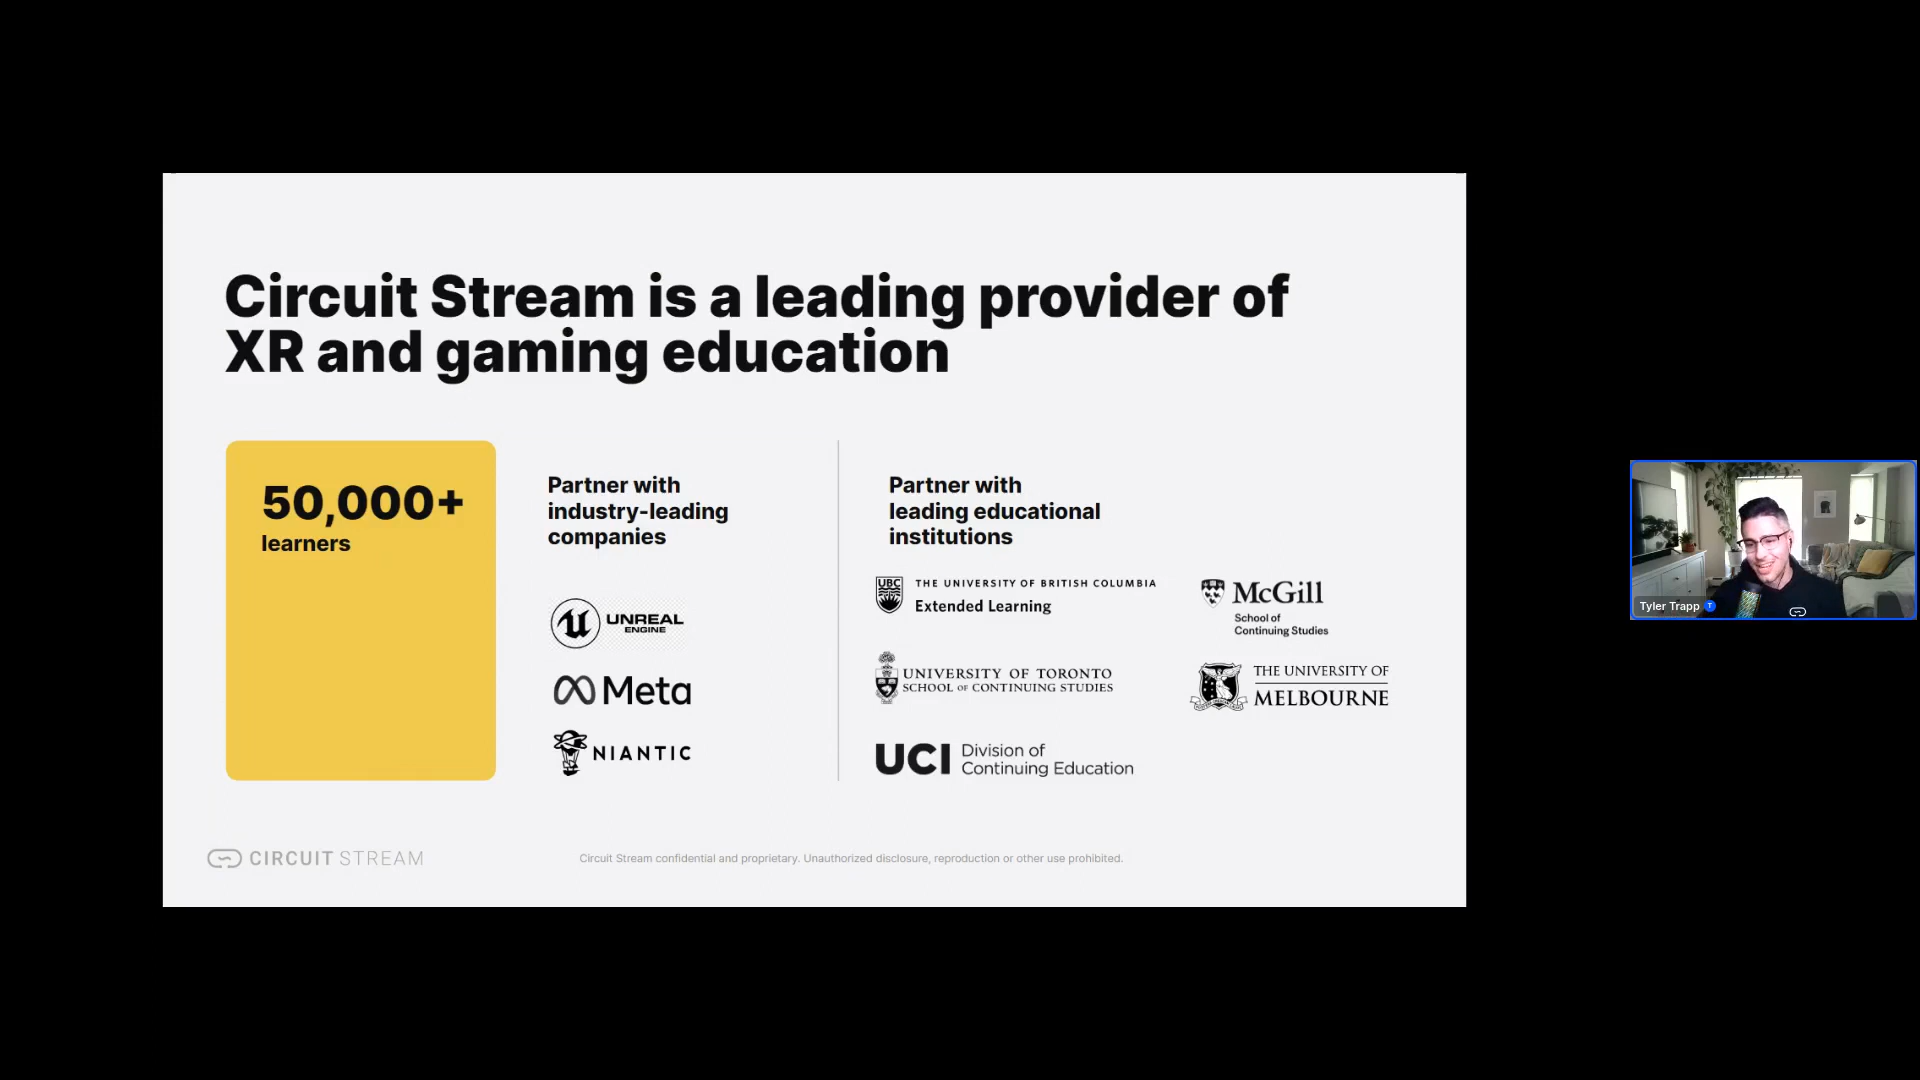 Circuit Stream is a leading provider of
XR and gaming education
50,000+
learners
Partner with
industry-leading
companies
UNREAL
ENGINE
Meta
NIANTIC
Partner with
leading educational
institutions
UBC
THE UNIVERSITY OF BRITISH COLUMBIA
Extended Learning
McGill
School of
Continuing Studies
UNIVERSITY OF TORONTO
SCHOOL OF CONTINUING STUDIES
THE UNIVERSITY OF
MELBOURNE
UCI
Division of
Continuing Education
CIRCUIT STREAM
Circuit Stream confidential and proprietary. Unauthorized disclosure, reproduction or other use prohibited.
Tyler Trapp T